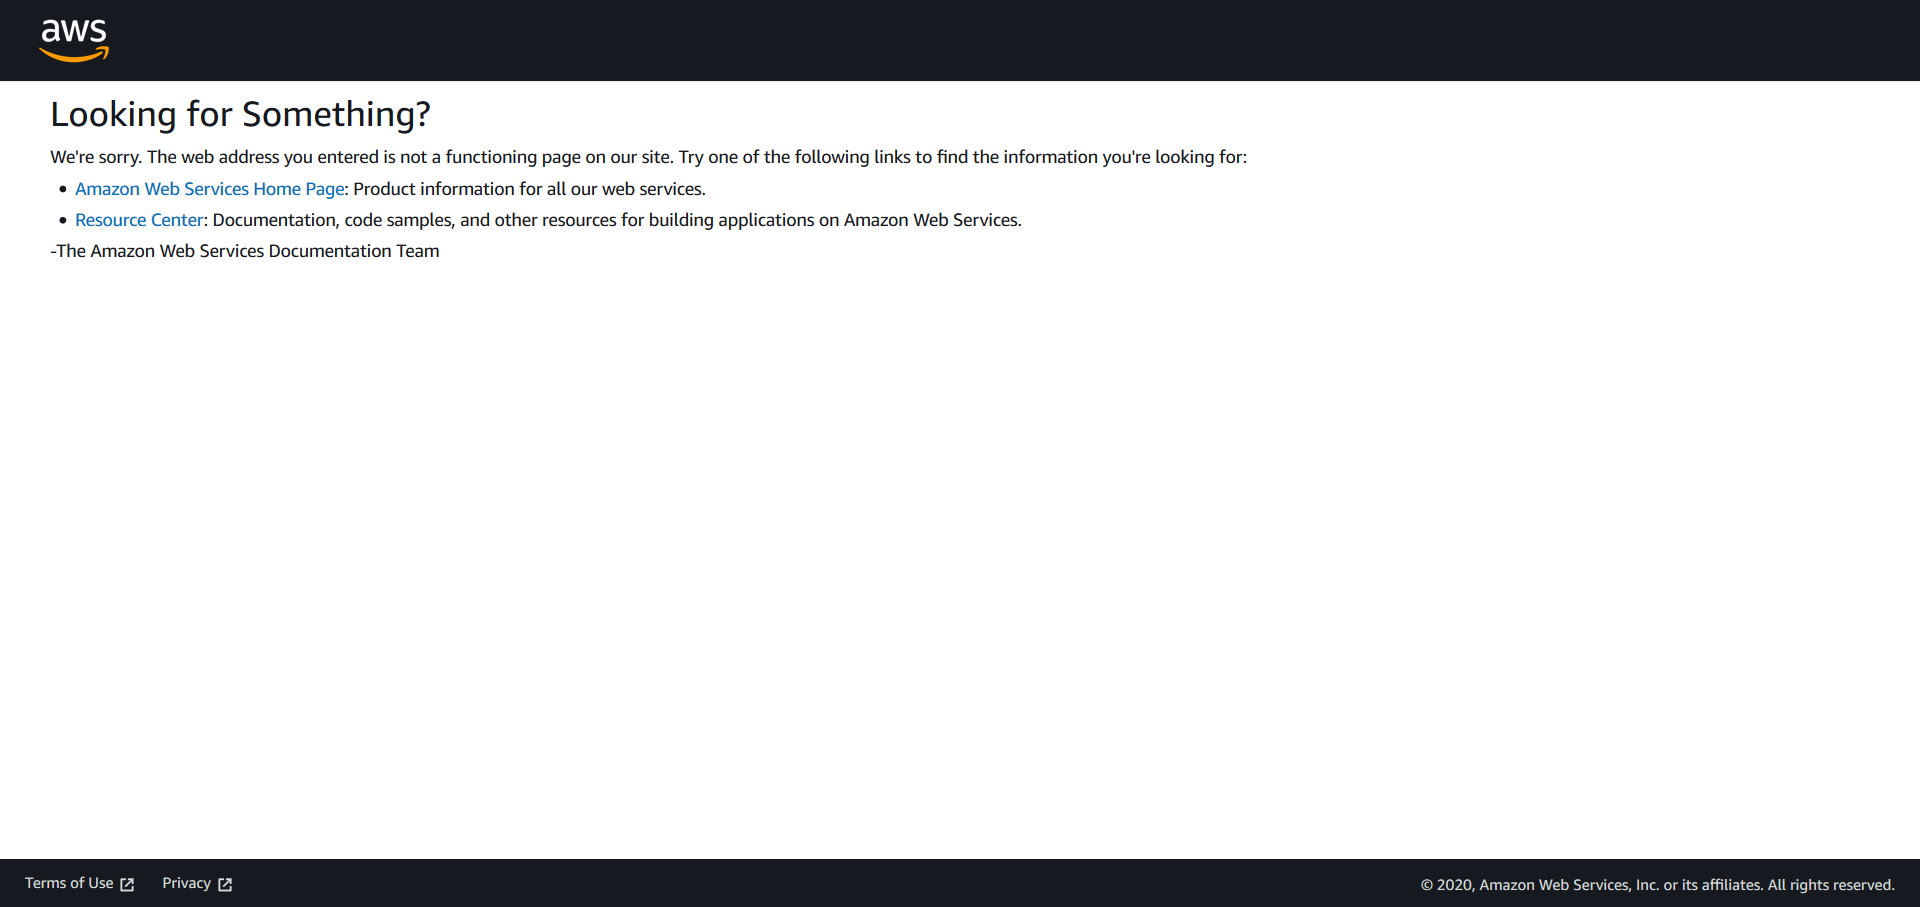 aws
Looking for Something?
We're sorry. The web address you entered is not a functioning page on our site. Try one of the following links to find the information you're looking for:
• Amazon Web Services Home Page: Product information for all our web services.
• Resource Center: Documentation, code samples, and other resources for building applications on Amazon Web Services.
-The Amazon Web Services Documentation Team
Terms of Use Privacy © 2020, Amazon Web Services, Inc. or its affiliates. All rights reserved.